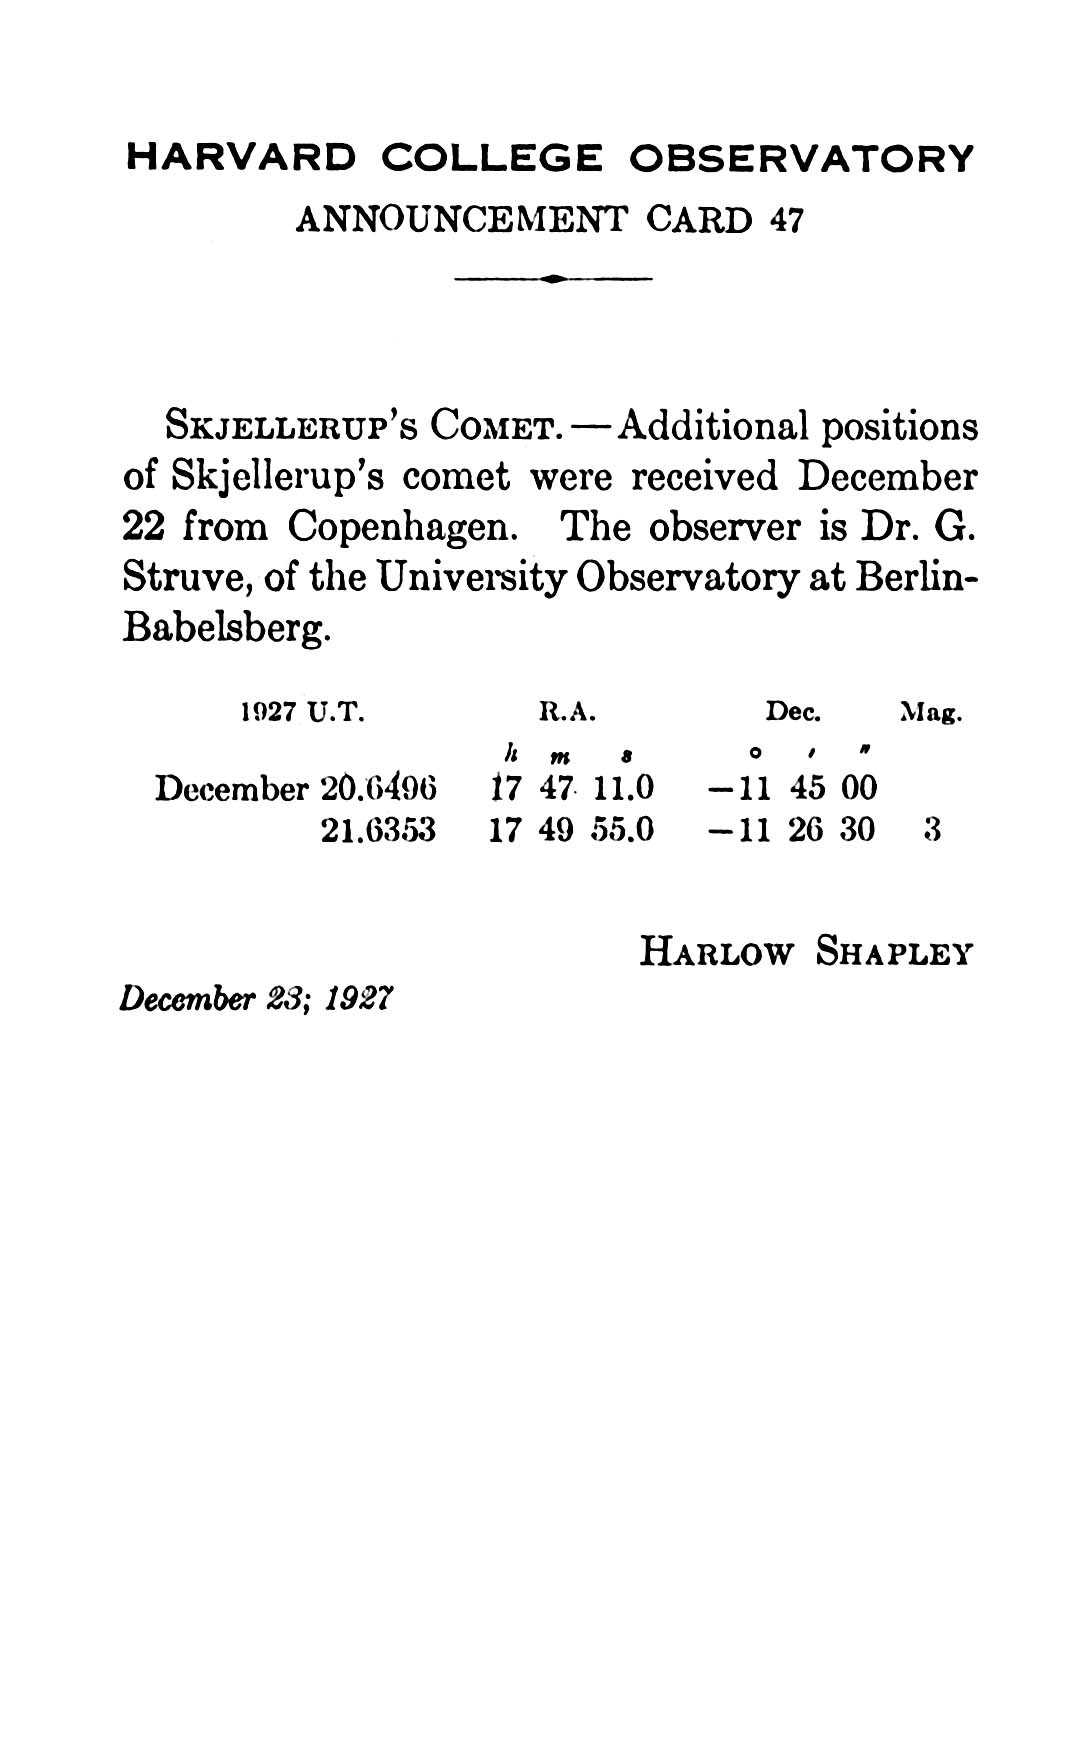 HARVARD COLLEGE OBSERVATORY
ANNOUNCEMENT CARD 47
SKJELLERUP'S COMET. — Additional positions
of Skjellerup's comet were received December
22 from Copenhagen. The observer is Dr. G.
Struve, of the University Observatory at Berlin-
Babelsberg.
1927 U.T. R.A. Dec. Mag.
h m s ° ′ ″
December 20.6496 17 47 11.0 −11 45 00
21.6353 17 49 55.0 −11 26 30 3
HARLOW SHAPLEY
December 23; 1927